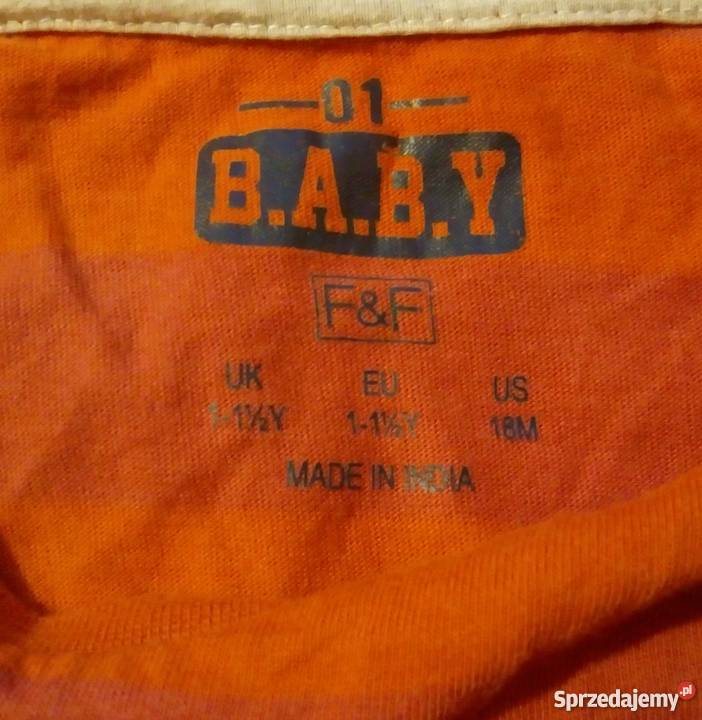 01
B.A.B.Y
F&F
UK EU US
1-1½Y 1-1½Y 18M
MADE IN INDIA
Sprzedajemy.pl